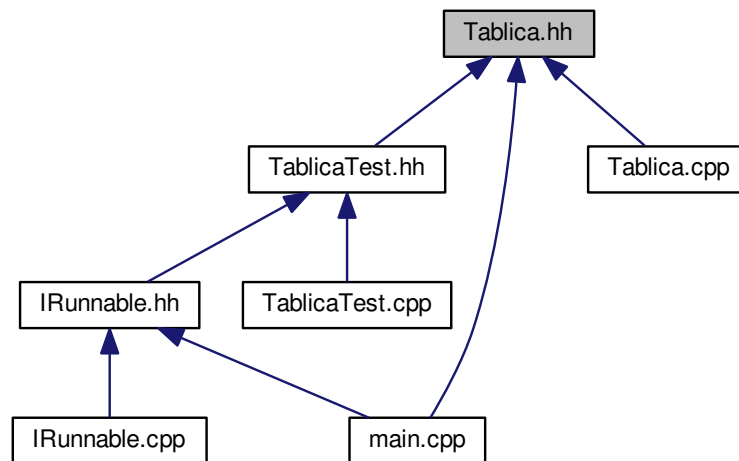 Tablica.hh
TablicaTest.hh
Tablica.cpp
IRunnable.hh
TablicaTest.cpp
IRunnable.cpp
main.cpp